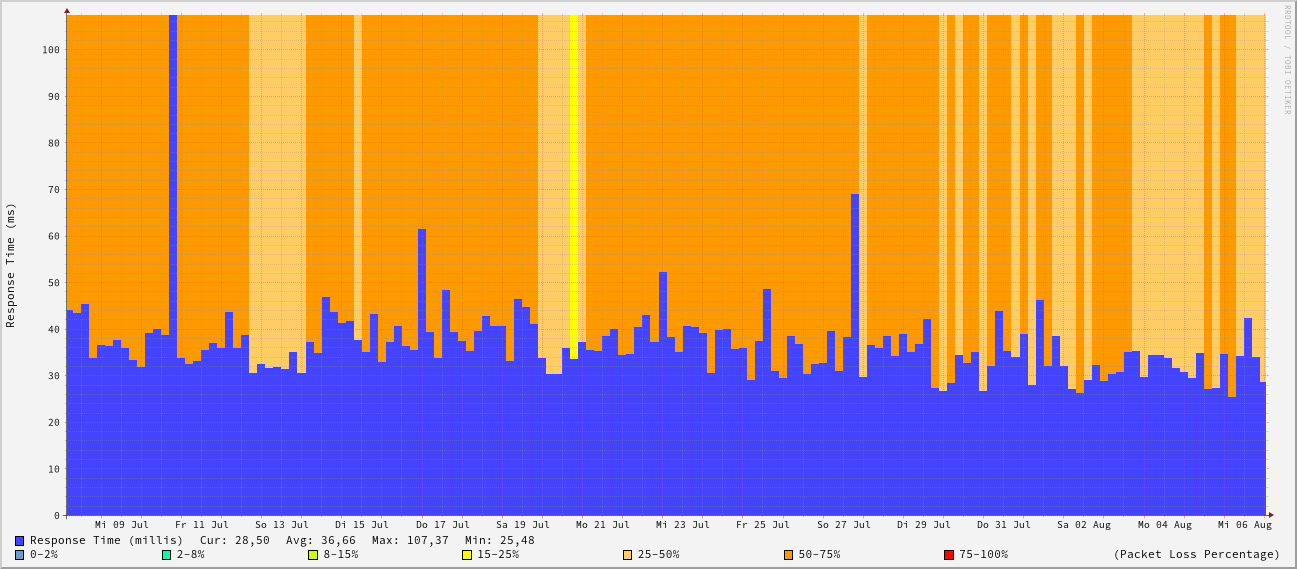 RRDTOOL / TOBI OETIKER
Response Time (ms)
100
90
80
70
60
50
40
30
20
10
0
Mi 09 Jul Fr 11 Jul So 13 Jul Di 15 Jul Do 17 Jul Sa 19 Jul Mo 21 Jul Mi 23 Jul Fr 25 Jul So 27 Jul Di 29 Jul Do 31 Jul Sa 02 Aug Mo 04 Aug Mi 06 Aug
Response Time (millis) Cur: 28,50 Avg: 36,66 Max: 107,37 Min: 25,48
0-2% 2-8% 8-15% 15-25% 25-50% 50-75% 75-100% (Packet Loss Percentage)